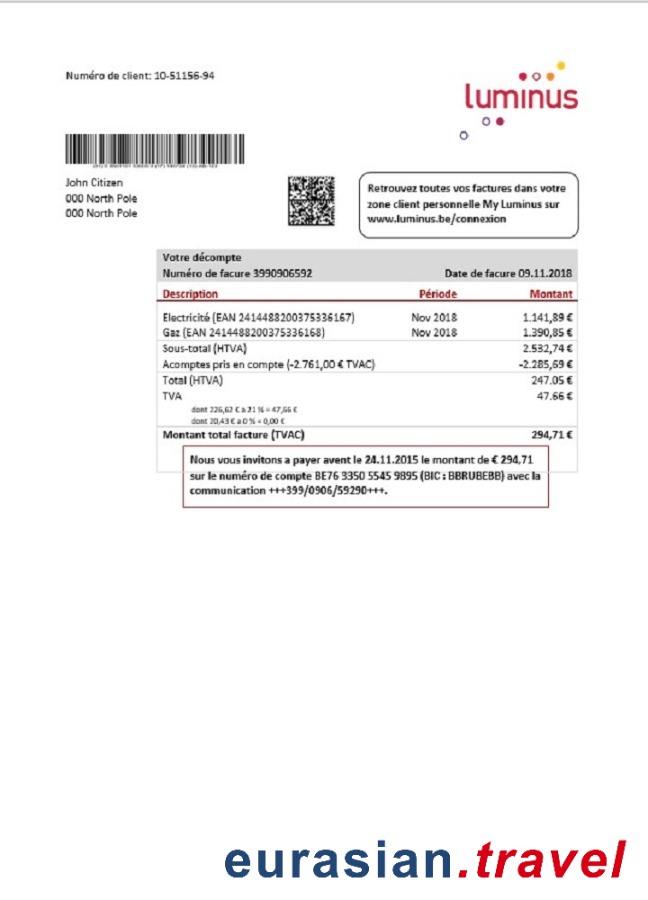 Numéro de client: 10-51156-94
luminus
John Citizen
000 North Pole
000 North Pole
Retrouvez toutes vos factures dans votre
zone client personnelle My Luminus sur
www.luminus.be/connexion
Votre décompte
Numéro de facure 3990906592 Date de facure 09.11.2018
Description Période Montant
Electricité (EAN 2414488200375336167) Nov 2018 1.141,89 €
Gaz (EAN 2414488200375336168) Nov 2018 1.390,85 €
Sous-total (HTVA) 2.532,74 €
Acomptes pris en compte (-2.761,00 € TVAC) -2.285,69 €
Total (HTVA) 247.05 €
TVA 47.66 €
dont 226,62 € a 21 % = 47,66 €
dont 20,43 € a 0 % = 0,00 €
Montant total facture (TVAC) 294,71 €
Nous vous invitons a payer avent le 24.11.2015 le montant de € 294,71
sur le numéro de compte BE76 3350 5545 9895 (BIC : BBRUBEBB) avec la
communication +++399/0906/59290+++.
eurasian.travel